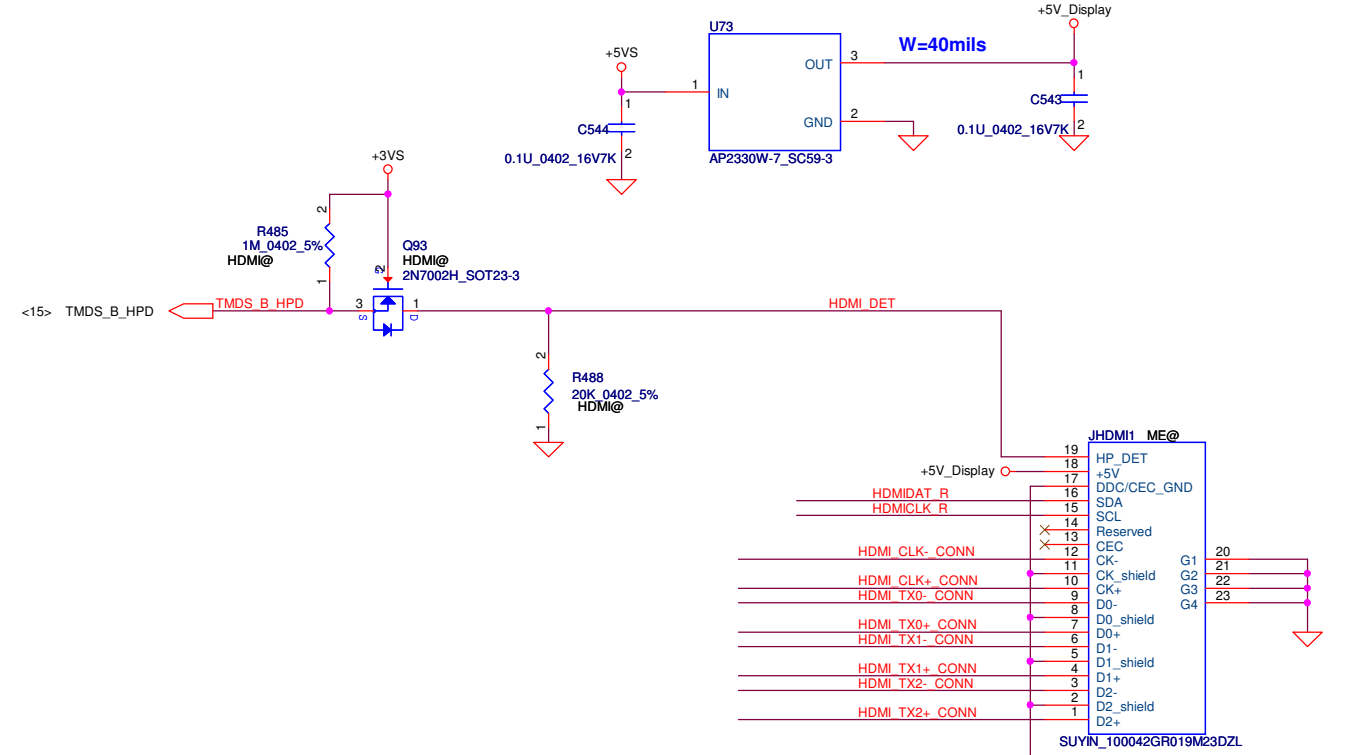 +5V_Display
U73
W=40mils
+5VS
OUT 3
1 IN
1
1
C543
C544
GND 2
0.1U_0402_16V7K 2
0.1U_0402_16V7K 2
AP2330W-7_SC59-3
+3VS
2
R485
1M_0402_5%
HDMI@
Q93
HDMI@
2N7002H_SOT23-3
2
G
1
<15> TMDS_B_HPD
TMDS_B_HPD
3
S
1
D
HDMI_DET
2
R488
20K_0402_5%
HDMI@
1
JHDMI1 ME@
19 HP_DET
+5V_Display 18 +5V
17 DDC/CEC_GND
HDMIDAT_R 16 SDA
HDMICLK_R 15 SCL
14 Reserved
13 CEC
HDMI_CLK-_CONN 12 CK- G1 20
11 CK_shield G2 21
HDMI_CLK+_CONN 10 CK+ G3 22
HDMI_TX0-_CONN 9 D0- G4 23
8 D0_shield
HDMI_TX0+_CONN 7 D0+
HDMI_TX1-_CONN 6 D1-
5 D1_shield
HDMI_TX1+_CONN 4 D1+
HDMI_TX2-_CONN 3 D2-
2 D2_shield
HDMI_TX2+_CONN 1 D2+
SUYIN_100042GR019M23DZL